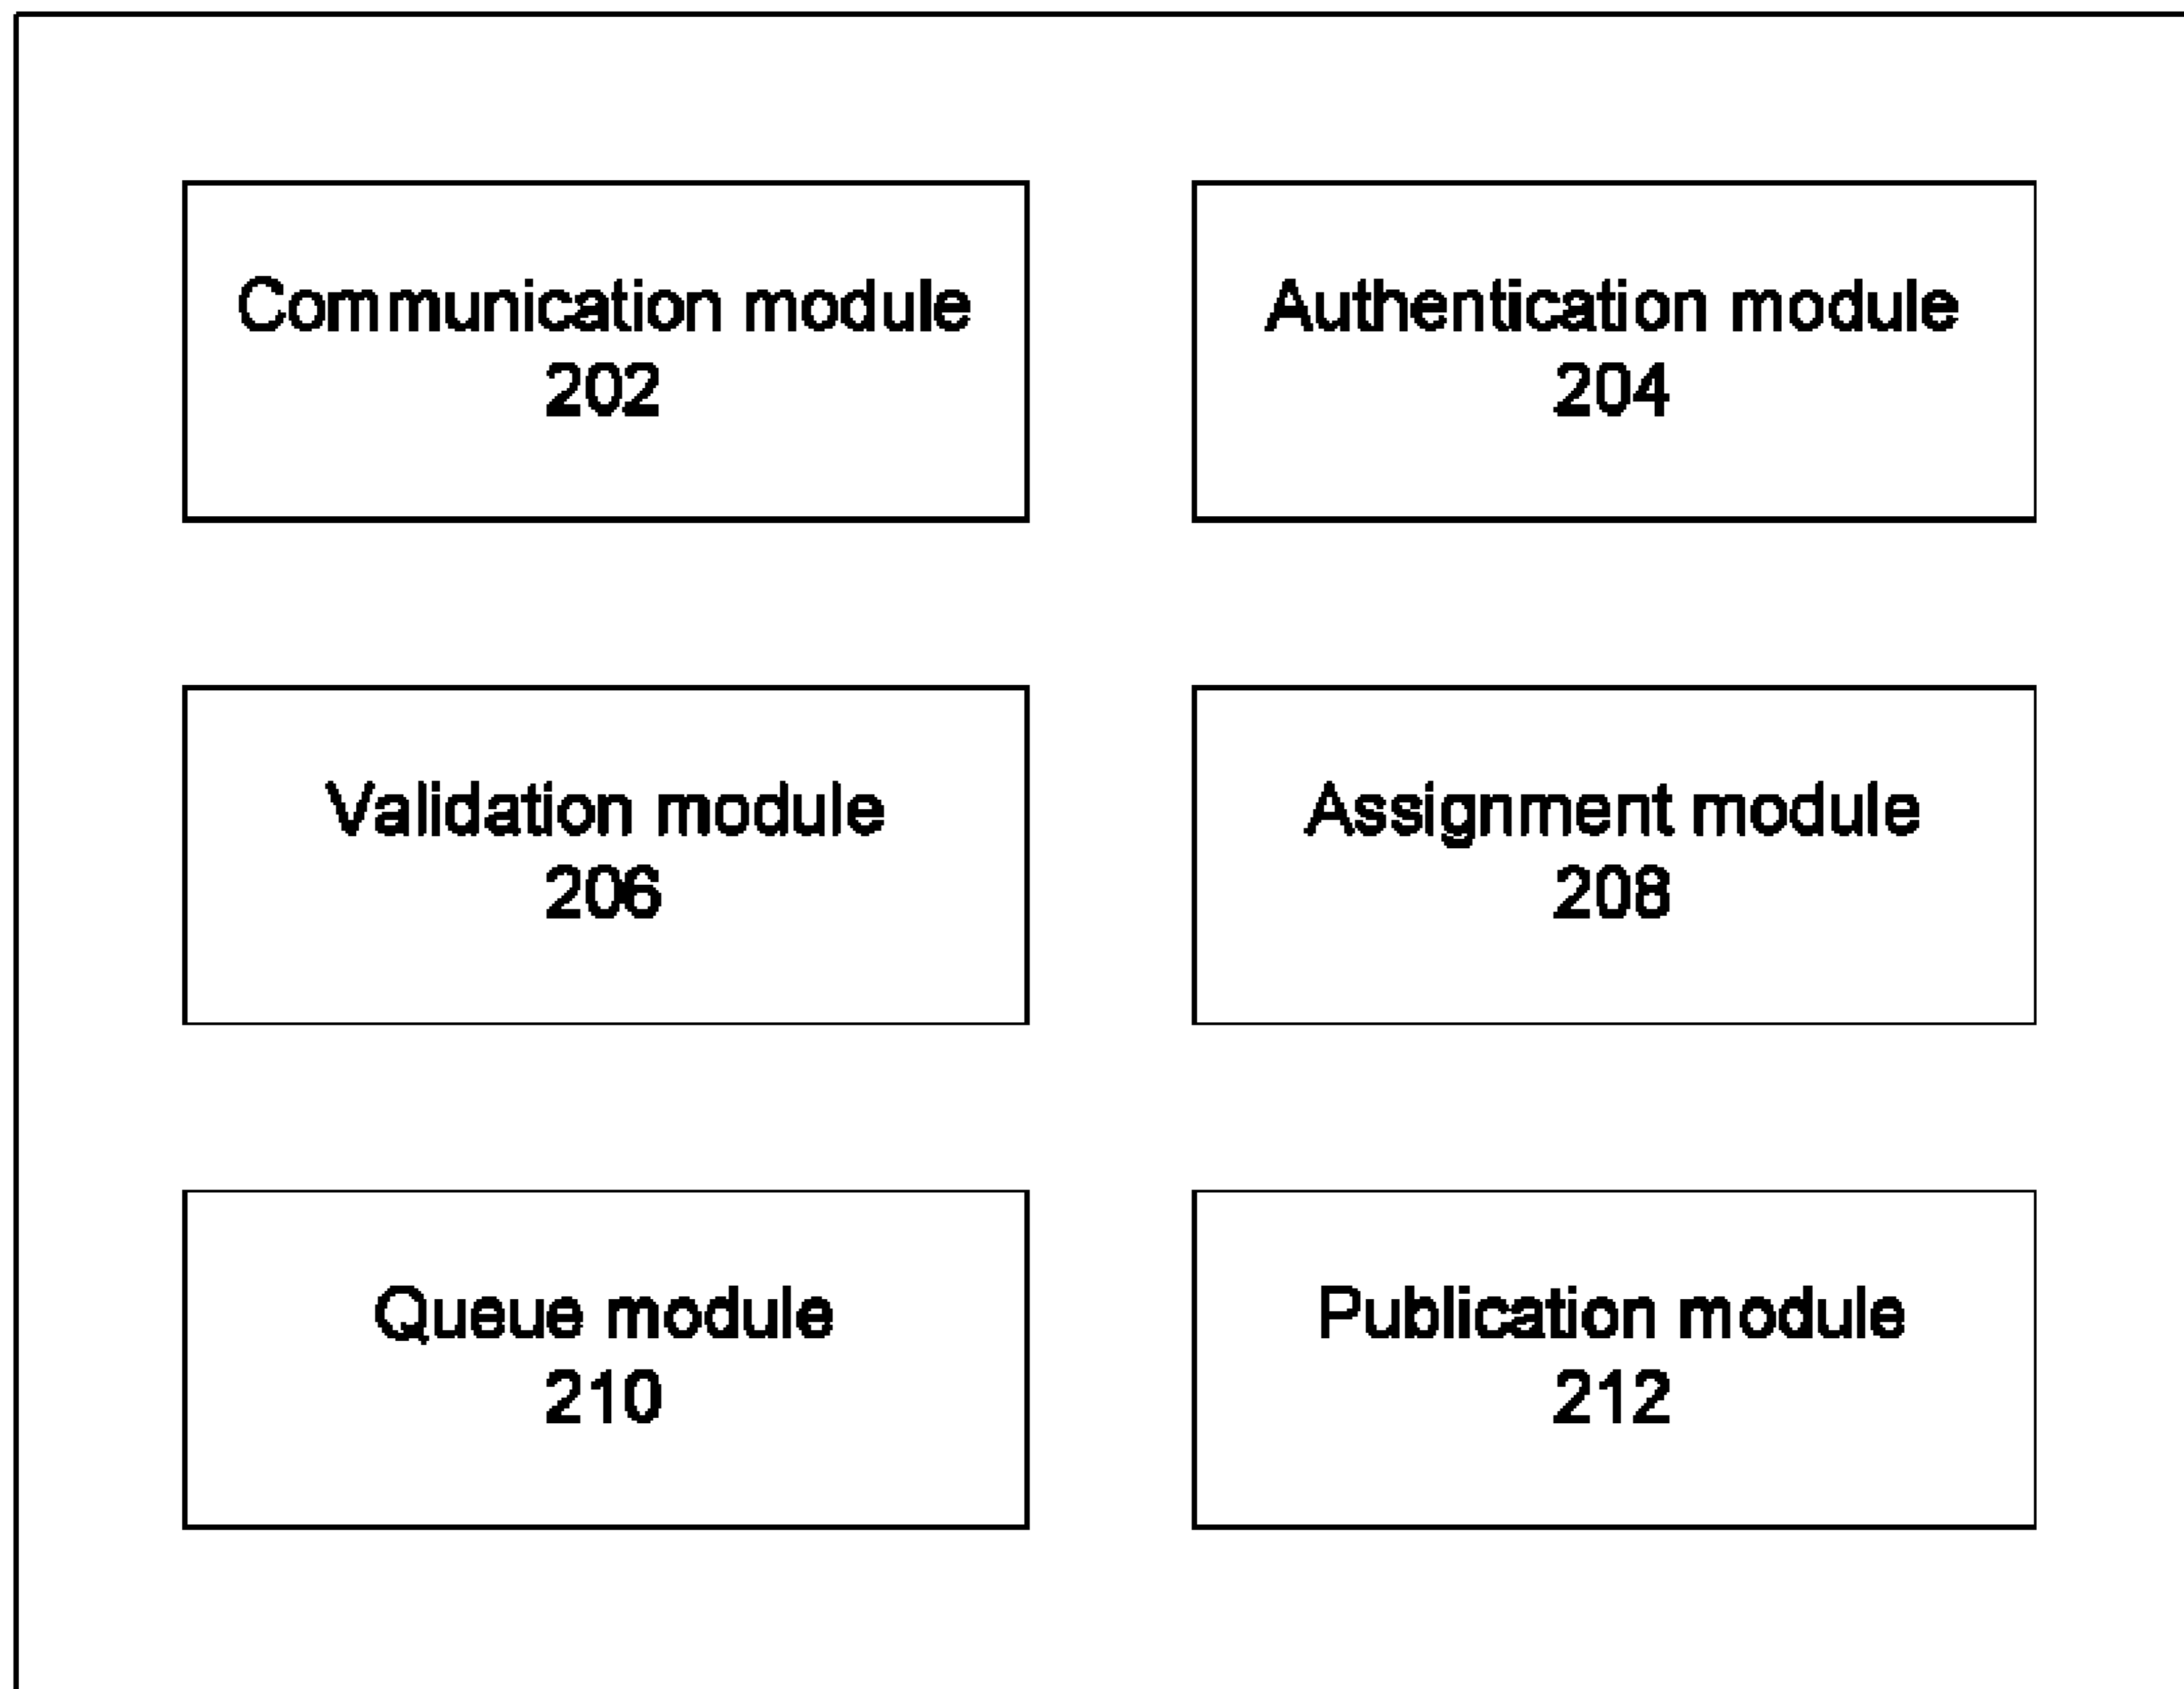 Communication module
202
Authentication module
204
Validation module
206
Assignment module
208
Queue module
210
Publication module
212